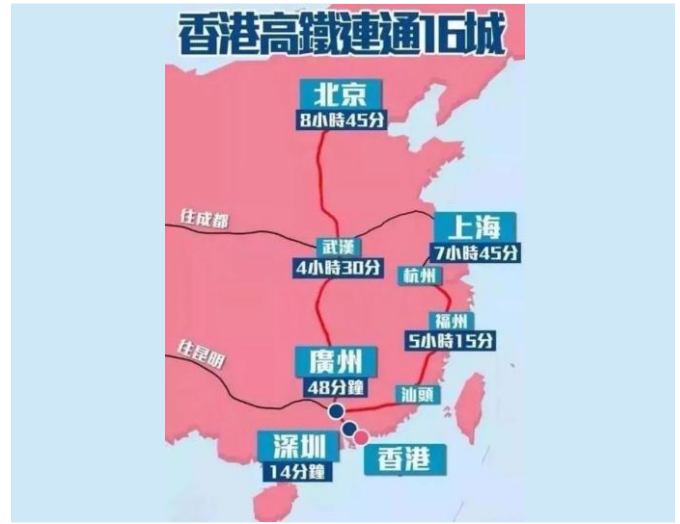 香港高鐵連通16城
北京
8小時45分
往成都
上海
7小時45分
武漢
4小時30分
杭州
福州
5小時15分
往昆明
廣州
48分鐘
汕頭
深圳
14分鐘
香港